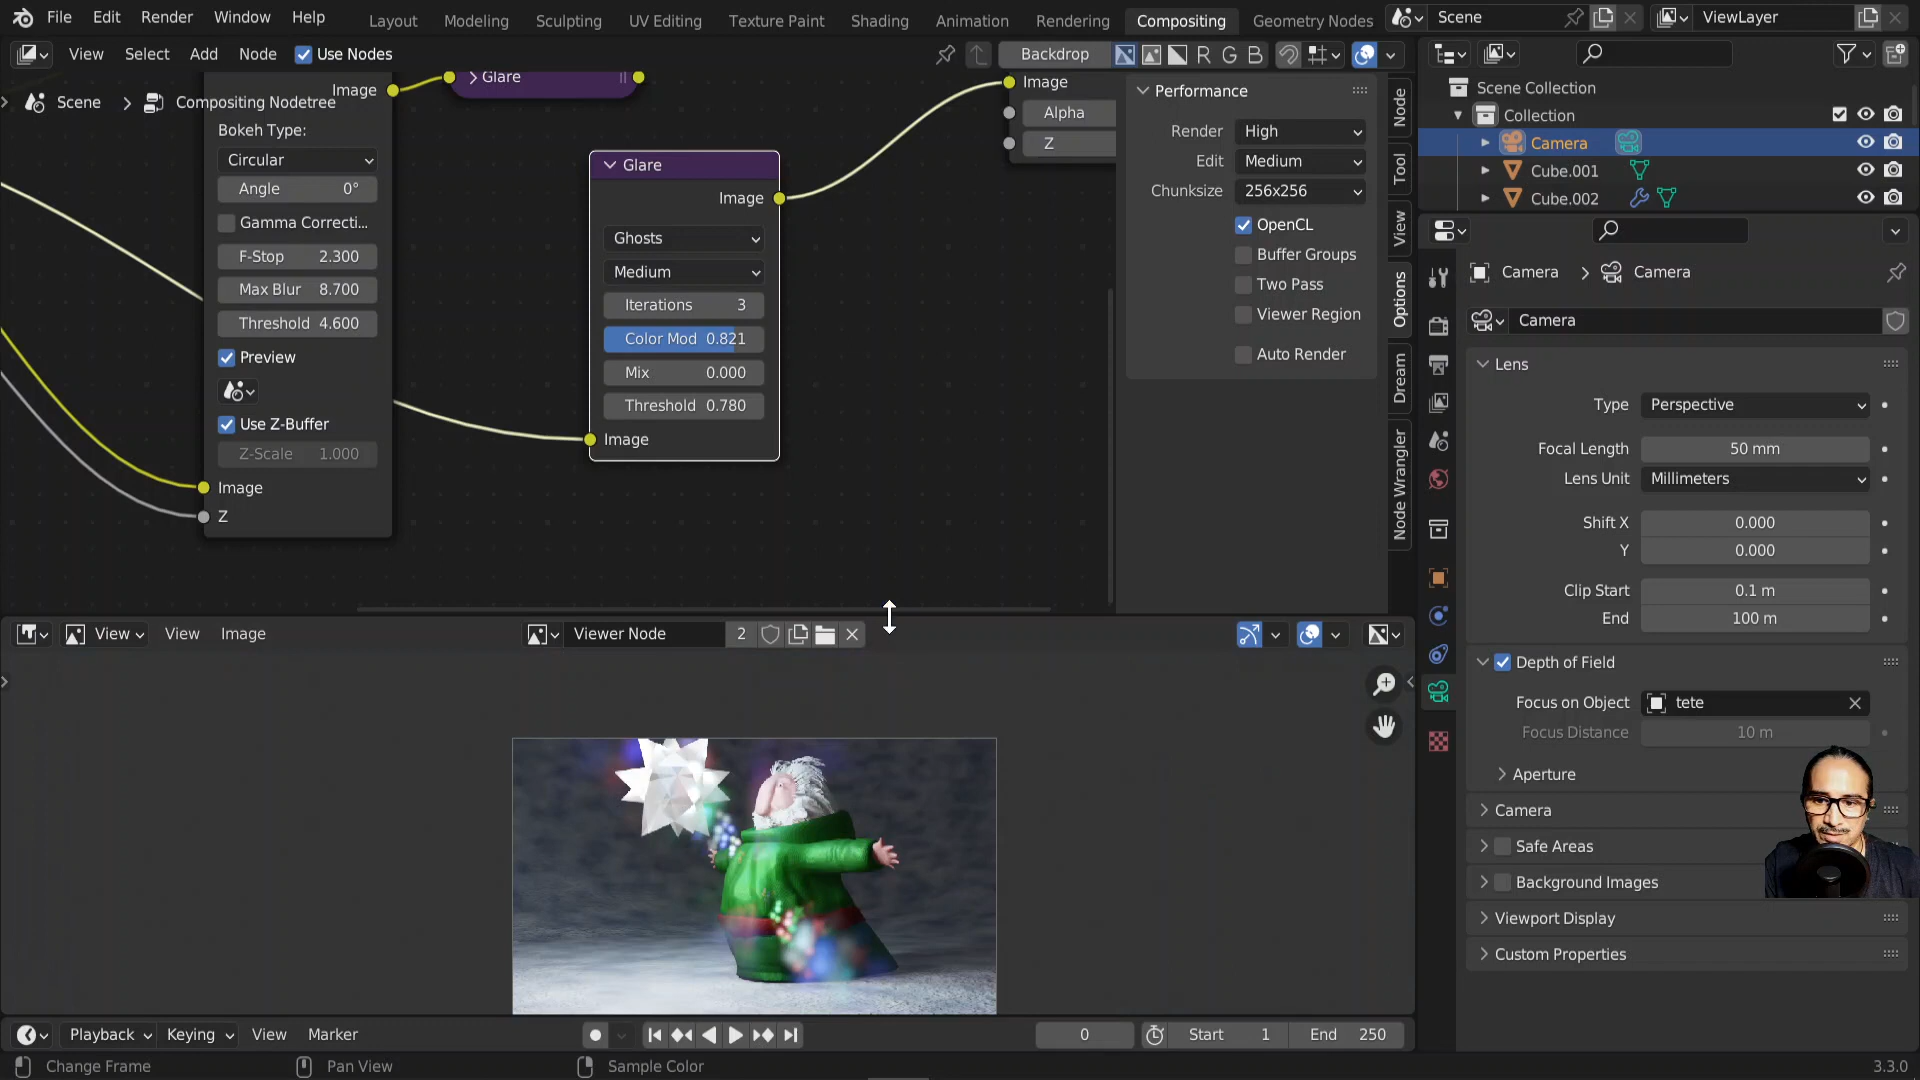 File Edit Render Window Help Layout Modeling Sculpting UV Editing Texture Paint Shading Animation Rendering Compositing Geometry Nodes Scene ViewLayer
View Select Add Node Use Nodes Backdrop R G B
Scene > Compositing Nodetree
Image
Glare
Bokeh Type:
Circular
Angle 0°
Gamma Correcti...
F-Stop 2.300
Max Blur 8.700
Threshold 4.600
Preview
Use Z-Buffer
Z-Scale 1.000
Image
Z
Glare
Image
Ghosts
Medium
Iterations 3
Color Mod 0.821
Mix 0.000
Threshold 0.780
Image
Image
Alpha
Z
Performance
Render High
Edit Medium
Chunksize 256x256
OpenCL
Buffer Groups
Two Pass
Viewer Region
Auto Render
Node
Tool
View
Options
Dream
Node Wrangler
Scene Collection
Collection
Camera
Cube.001
Cube.002
Camera > Camera
Camera
Lens
Type Perspective
Focal Length 50 mm
Lens Unit Millimeters
Shift X 0.000
Y 0.000
Clip Start 0.1 m
End 100 m
Depth of Field
Focus on Object tete
Focus Distance 10 m
Aperture
Camera
Safe Areas
Background Images
Viewport Display
Custom Properties
View View Image Viewer Node 2
Playback Keying View Marker 0 Start 1 End 250
Change Frame Pan View Sample Color 3.3.0